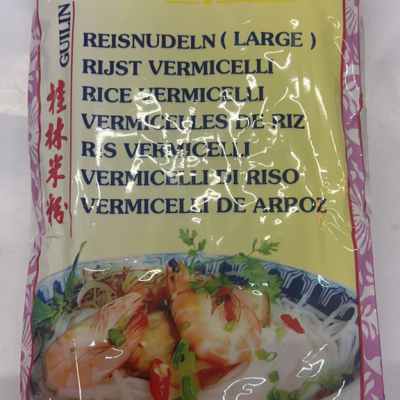 GUILIN
桂林米粉
REISNUDELN ( LARGE )
RIJST VERMICELLI
RICE VERMICELLI
VERMICELLES DE RIZ
R.S VERMICELLI
VERMICELLI DI RISO
VERMICELLI DE ARROZ